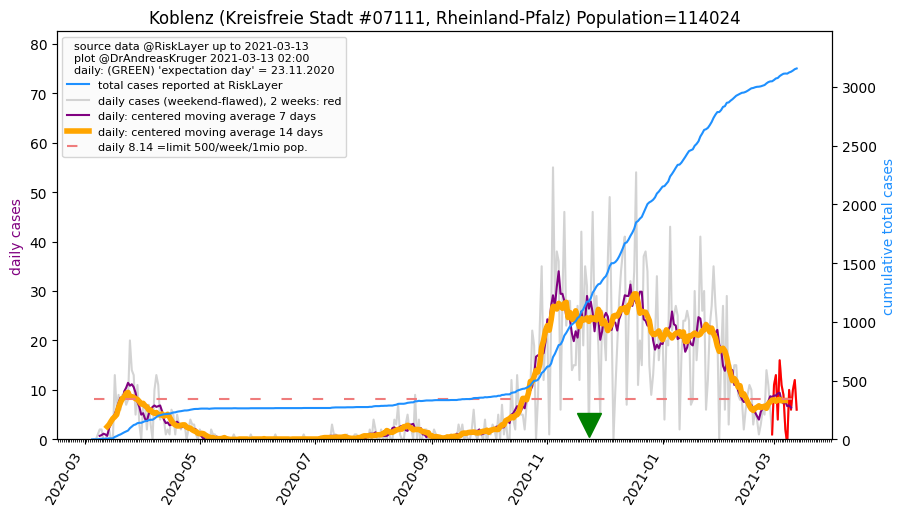 Koblenz (Kreisfreie Stadt #07111, Rheinland-Pfalz) Population=114024
source data @RiskLayer up to 2021-03-13
plot @DrAndreasKruger 2021-03-13 02:00
daily: (GREEN) 'expectation day' = 23.11.2020
total cases reported at RiskLayer
daily cases (weekend-flawed), 2 weeks: red
daily: centered moving average 7 days
daily: centered moving average 14 days
daily 8.14 =limit 500/week/1mio pop.
daily cases
80
70
60
50
40
30
20
10
0
cumulative total cases
3000
2500
2000
1500
1000
500
0
2020-03
2020-05
2020-07
2020-09
2020-11
2021-01
2021-03